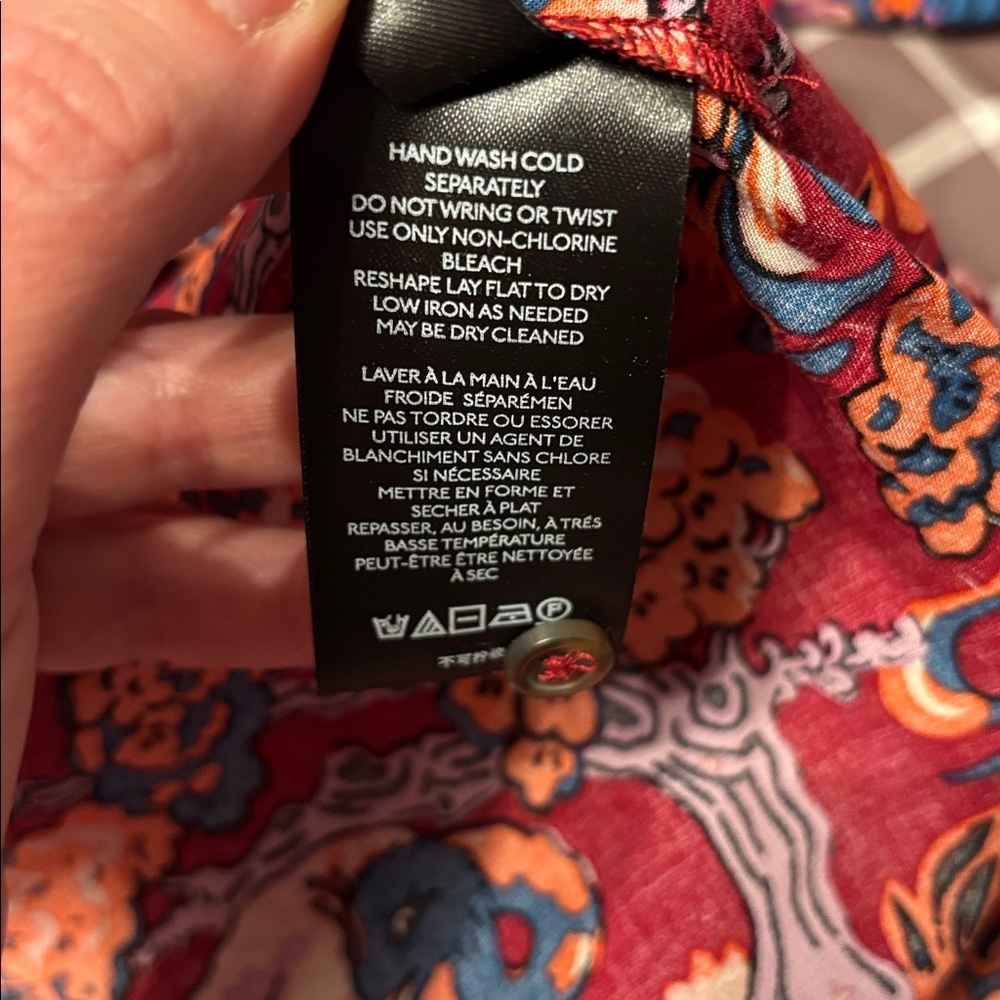 HAND WASH COLD
SEPARATELY
DO NOT WRING OR TWIST
USE ONLY NON-CHLORINE
BLEACH
RESHAPE LAY FLAT TO DRY
LOW IRON AS NEEDED
MAY BE DRY CLEANED
LAVER À LA MAIN À L'EAU
FROIDE SÉPARÉMEN
NE PAS TORDRE OU ESSORER
UTILISER UN AGENT DE
BLANCHIMENT SANS CHLORE
SI NÉCESSAIRE
METTRE EN FORME ET
SECHER À PLAT
REPASSER, AU BESOIN, À TRÉS
BASSE TEMPÉRATURE
PEUT-ÊTRE ÊTRE NETTOYÉE
À SEC
P
不可拧